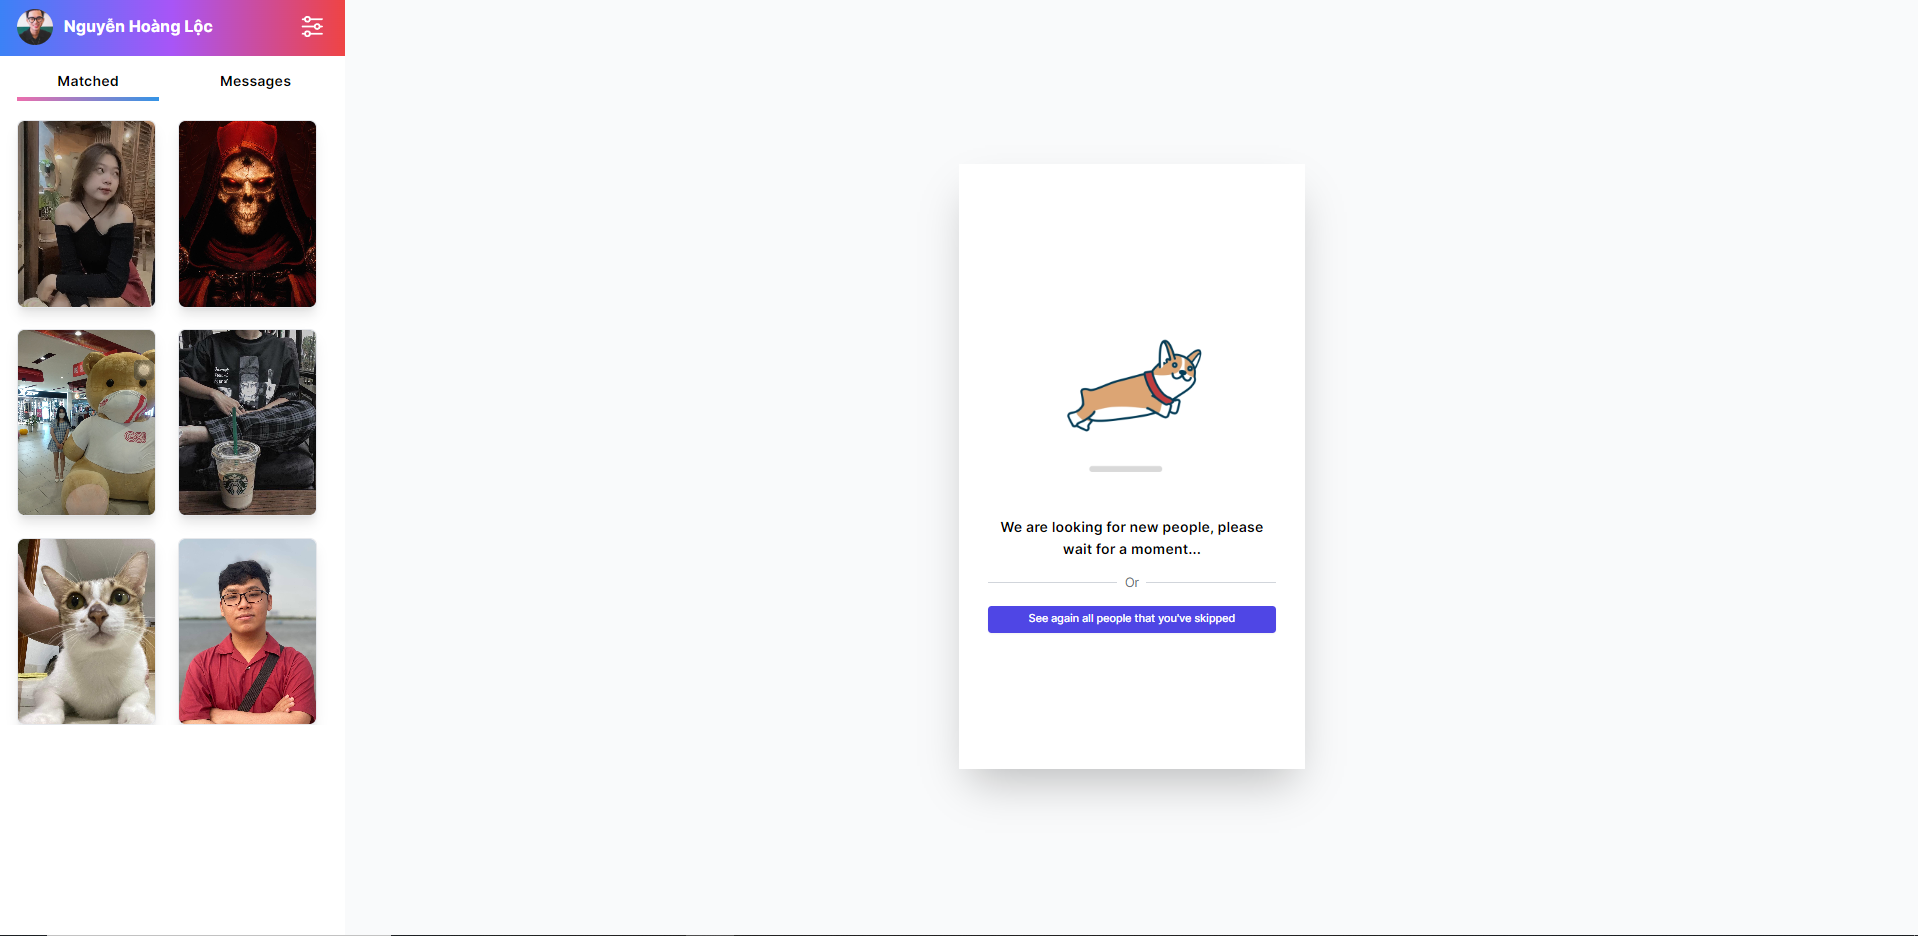 Nguyễn Hoàng Lộc
Matched
Messages
We are looking for new people, please
wait for a moment...
Or
See again all people that you've skipped